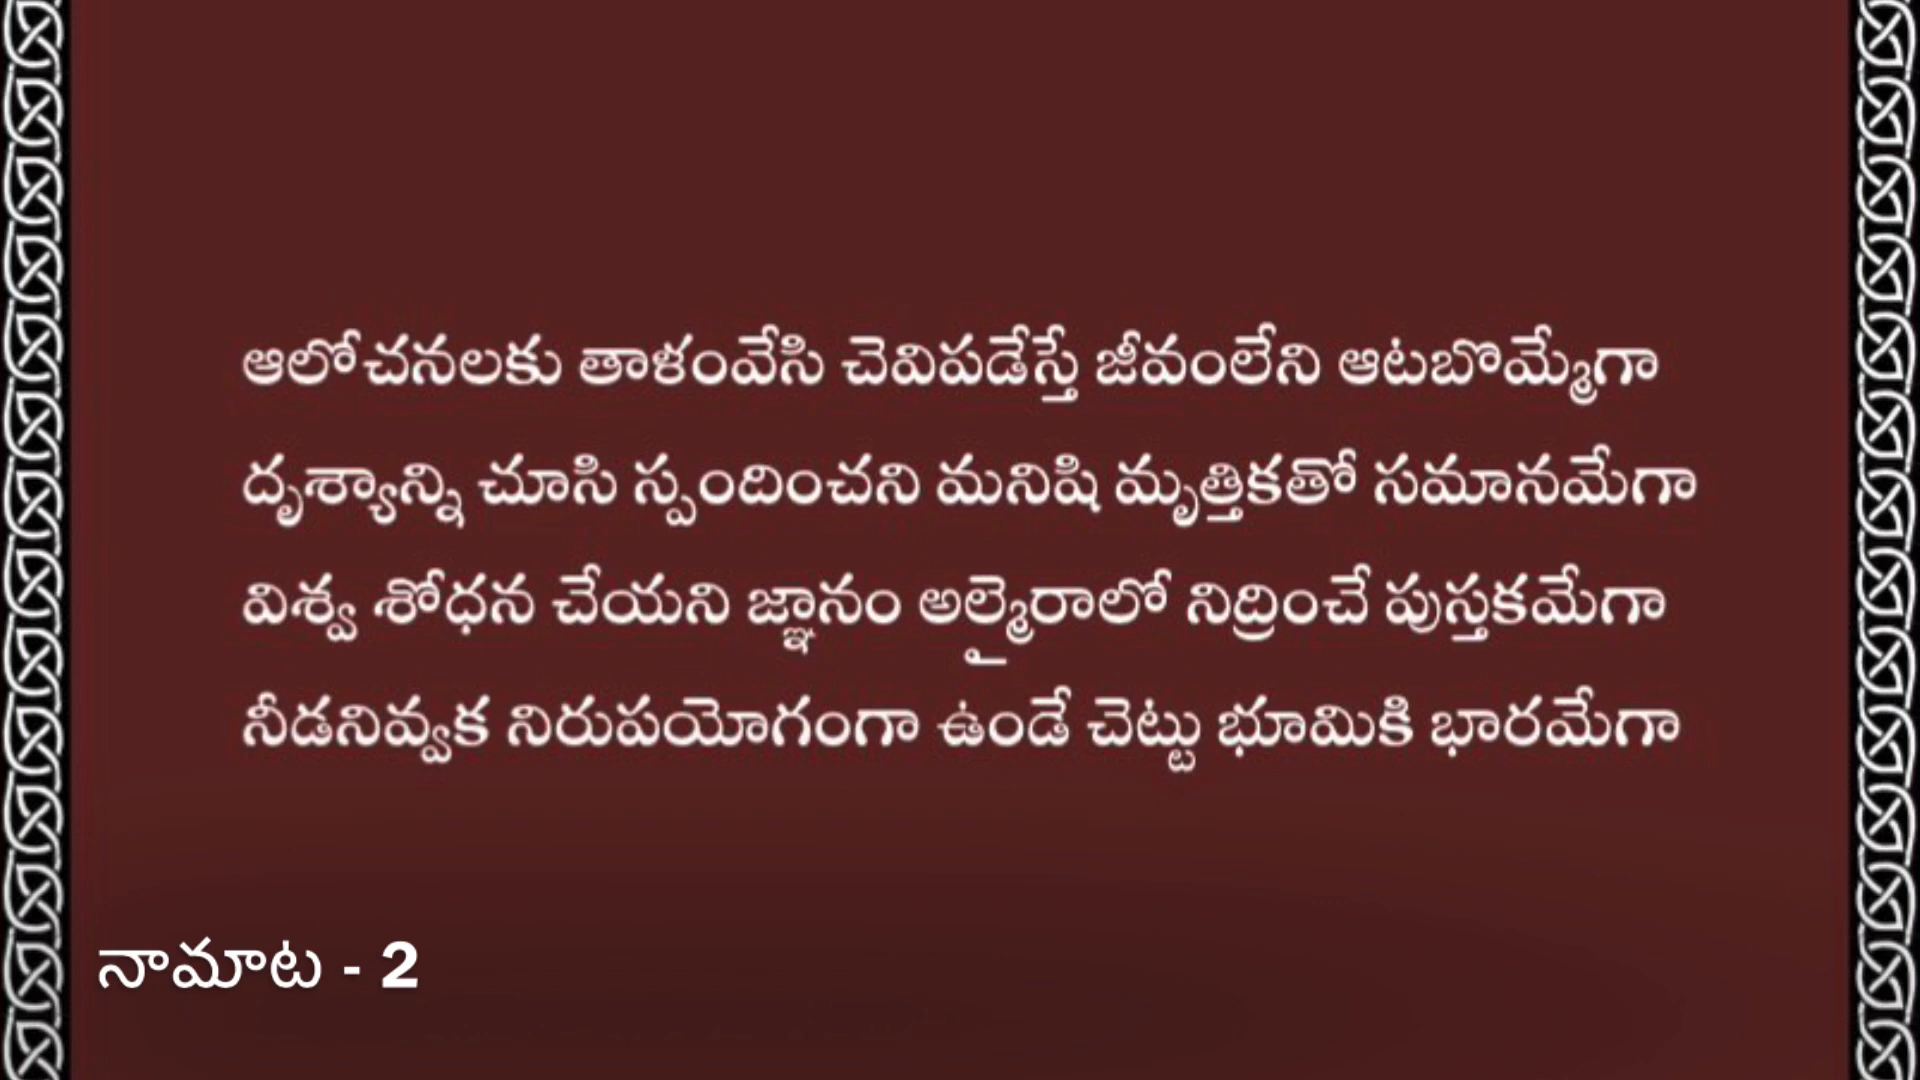 ఆలోచనలకు తాళంవేసి చెవిపడేస్తే జీవంలేని ఆటబొమ్మేగా
దృశ్యాన్ని చూసి స్పందించని మనిషి మృత్తికతో సమానమేగా
విశ్వ శోధన చేయని జ్ఞానం అల్మైరాలో నిద్రించే పుస్తకమేగా
నీడనివ్వక నిరుపయోగంగా ఉండే చెట్టు భూమికి భారమేగా
నామాట - 2